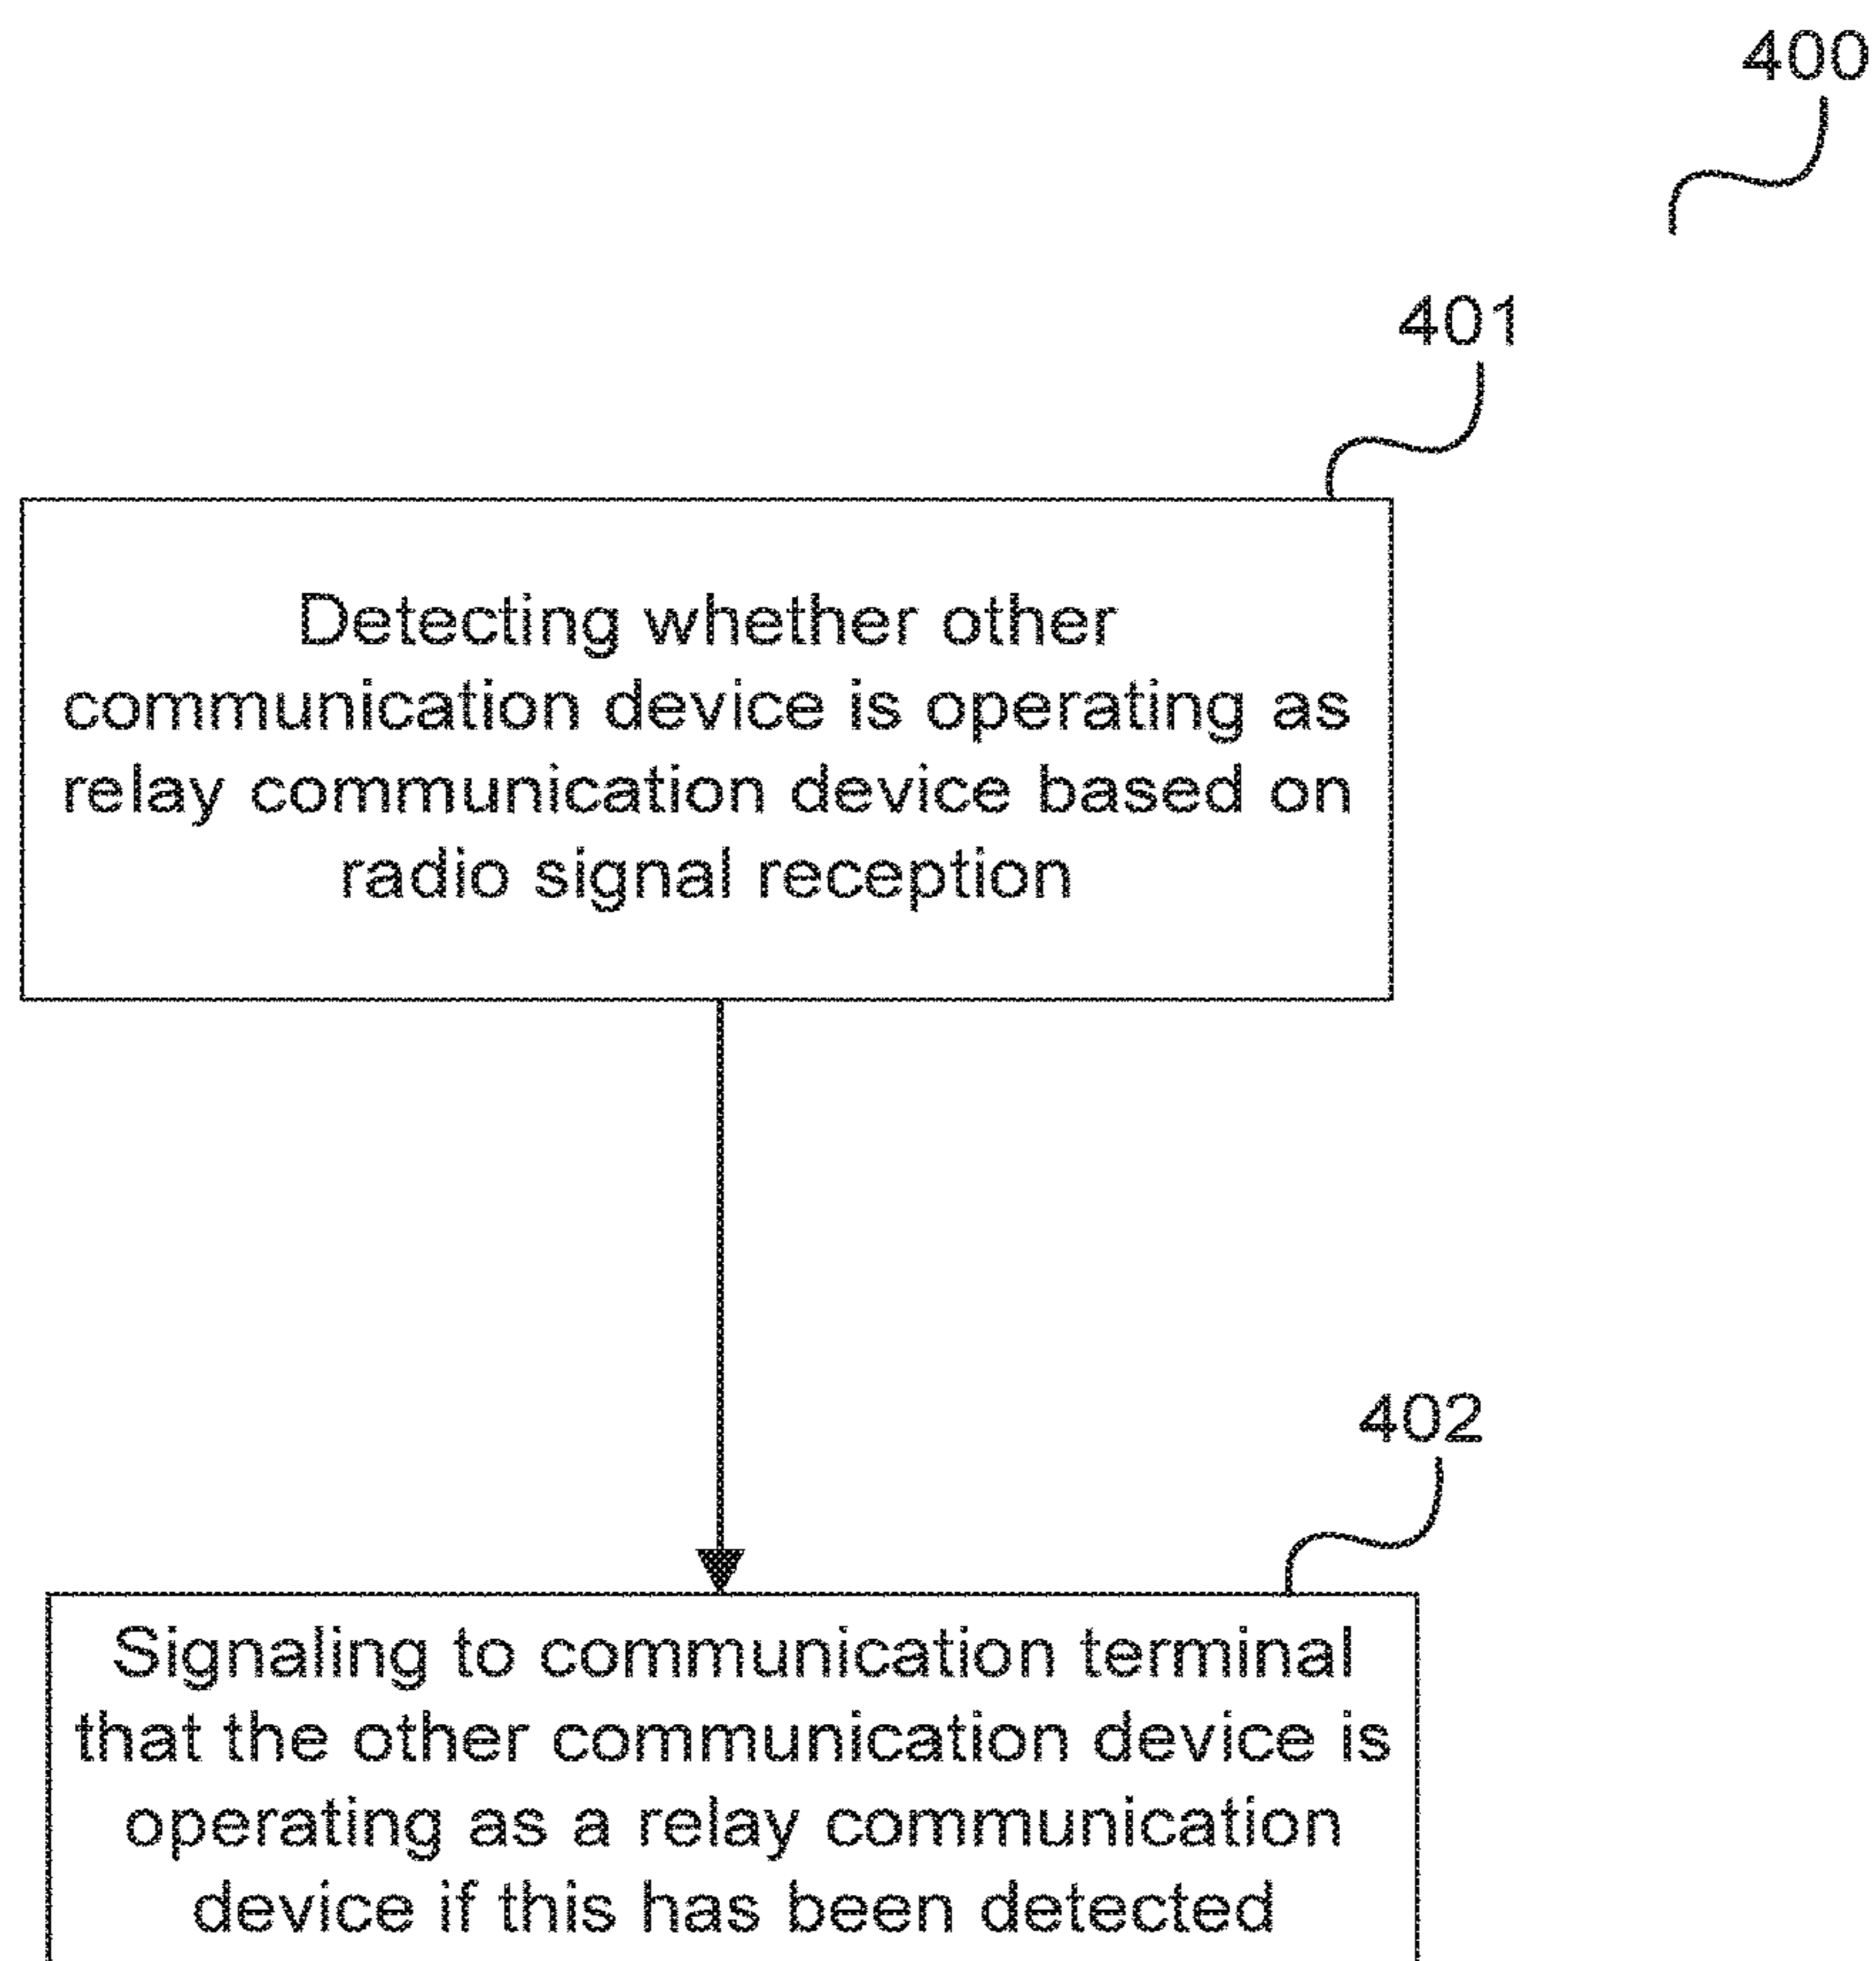 400
401
Detecting whether other
communication device is operating as
relay communication device based on
radio signal reception
402
Signaling to communication terminal
that the other communication device is
operating as a relay communication
device if this has been detected